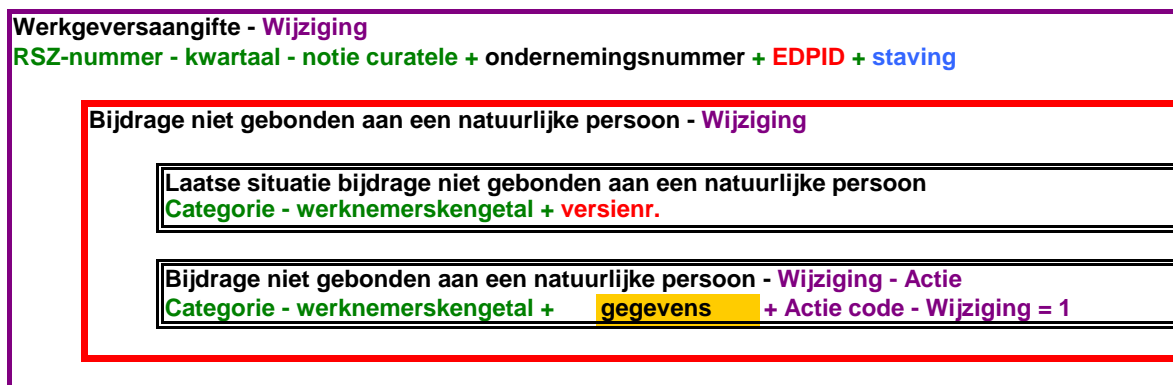 Werkgeversaangifte - Wijziging
RSZ-nummer - kwartaal - notie curatele + ondernemingsnummer + EDPID + staving
Bijdrage niet gebonden aan een natuurlijke persoon - Wijziging
Laatse situatie bijdrage niet gebonden aan een natuurlijke persoon
Categorie - werknemerskengetal + versienr.
Bijdrage niet gebonden aan een natuurlijke persoon - Wijziging - Actie
Categorie - werknemerskengetal + gegevens + Actie code - Wijziging = 1